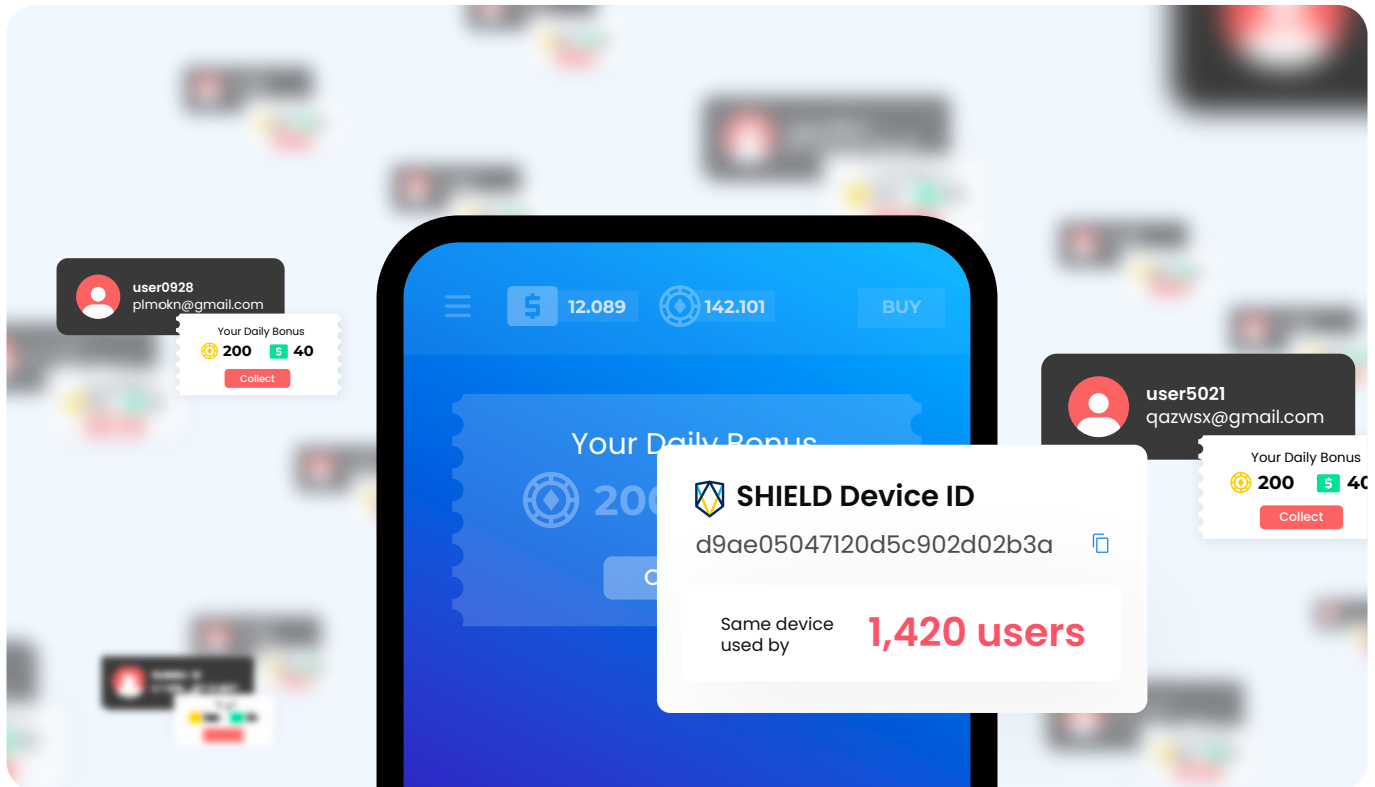 user0928
plmokn@gmail.com
Your Daily Bonus
200 40
Collect
12.089 142.101 BUY
Your Daily Bonus
200
SHIELD Device ID
d9ae05047120d5c902d02b3a
Same device
used by
1,420 users
user5021
qazwsx@gmail.com
Your Daily Bonus
200 40
Collect